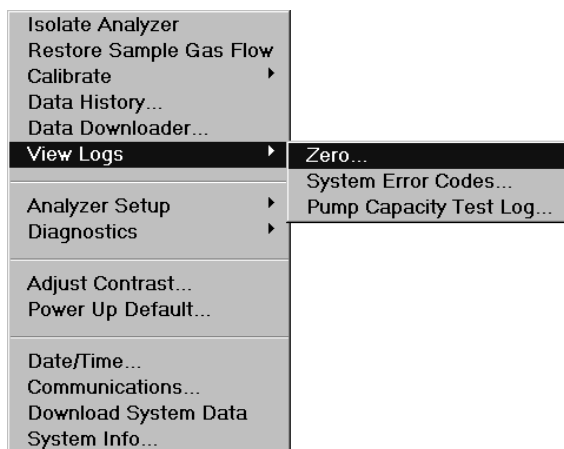 Isolate Analyzer
Restore Sample Gas Flow
Calibrate
Data History...
Data Downloader...
View Logs
Zero...
System Error Codes...
Pump Capacity Test Log...
Analyzer Setup
Diagnostics
Adjust Contrast...
Power Up Default...
Date/Time...
Communications...
Download System Data
System Info...